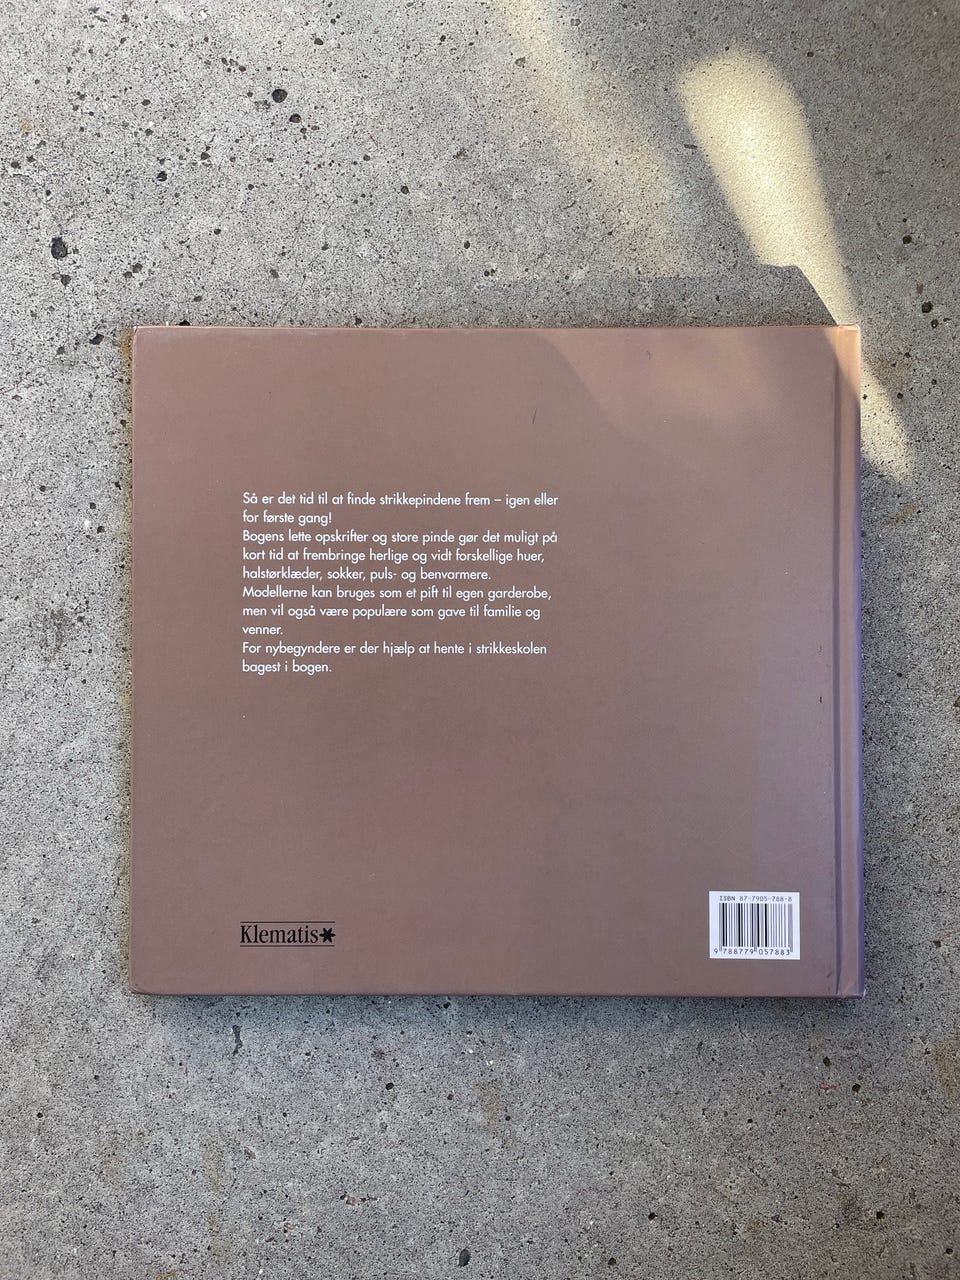 Så er det tid til at finde strikkepindene frem – igen eller
for første gang!
Bogens lette opskrifter og store pinde gør det muligt på
kort tid at frembringe herlige og vidt forskellige huer,
halstørklæder, sokker, puls- og benvarmere.
Modellerne kan bruges som et pift til egen garderobe,
men vil også være populære som gave til familie og
venner.
For nybegyndere er der hjælp at hente i strikkeskolen
bagest i bogen.
Klematis
ISBN 87-7905-788-8
9 788779 057883